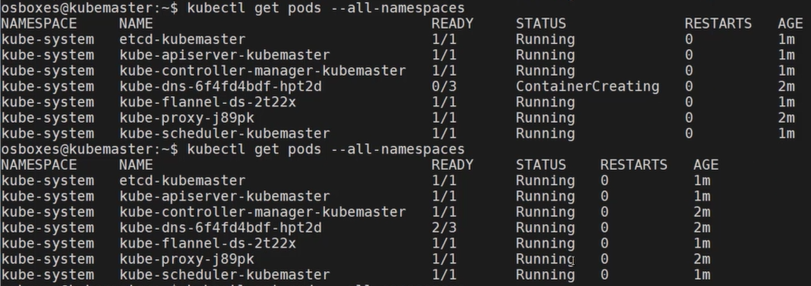 osboxes@kubemaster:~$ kubectl get pods --all-namespaces
NAMESPACE NAME READY STATUS RESTARTS AGE
kube-system etcd-kubemaster 1/1 Running 0 1m
kube-system kube-apiserver-kubemaster 1/1 Running 0 1m
kube-system kube-controller-manager-kubemaster 1/1 Running 0 1m
kube-system kube-dns-6f4fd4bdf-hpt2d 0/3 ContainerCreating 0 2m
kube-system kube-flannel-ds-2t22x 1/1 Running 0 1m
kube-system kube-proxy-j89pk 1/1 Running 0 2m
kube-system kube-scheduler-kubemaster 1/1 Running 0 1m
osboxes@kubemaster:~$ kubectl get pods --all-namespaces
NAMESPACE NAME READY STATUS RESTARTS AGE
kube-system etcd-kubemaster 1/1 Running 0 1m
kube-system kube-apiserver-kubemaster 1/1 Running 0 1m
kube-system kube-controller-manager-kubemaster 1/1 Running 0 2m
kube-system kube-dns-6f4fd4bdf-hpt2d 2/3 Running 0 2m
kube-system kube-flannel-ds-2t22x 1/1 Running 0 1m
kube-system kube-proxy-j89pk 1/1 Running 0 2m
kube-system kube-scheduler-kubemaster 1/1 Running 0 1m